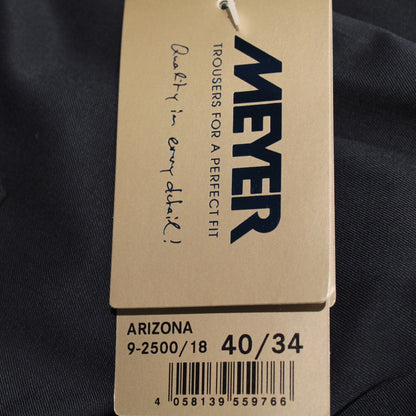 MEYER
TROUSERS FOR A PERFECT FIT
Quality in every detail!
ARIZONA
9-2500/18 40/34
4 058139 559766